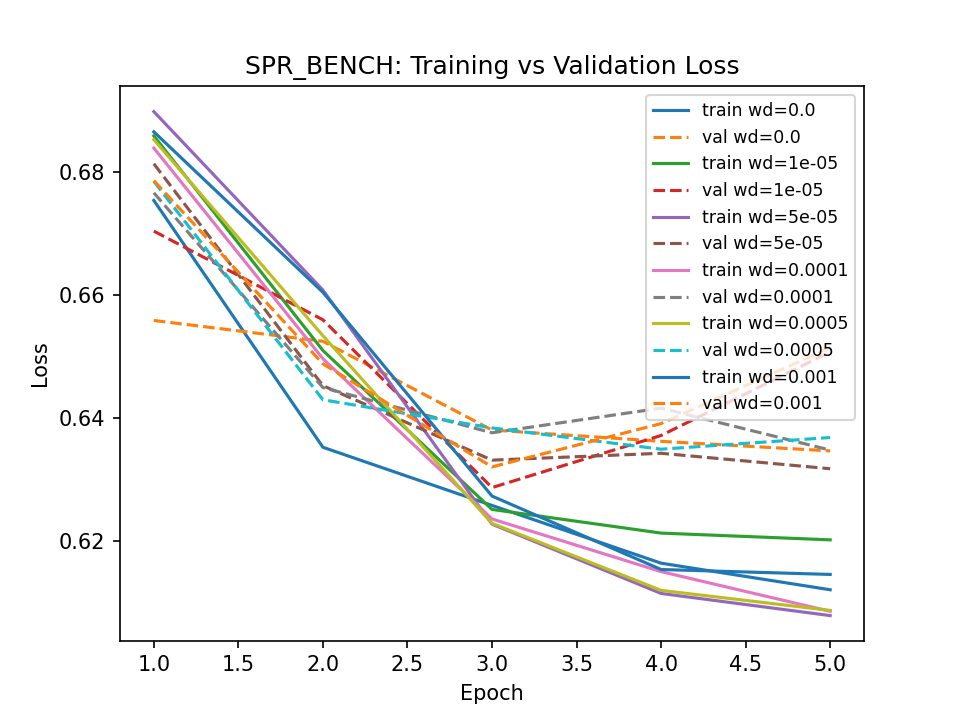 SPR_BENCH: Training vs Validation Loss
train wd=0.0
val wd=0.0
train wd=1e-05
val wd=1e-05
train wd=5e-05
val wd=5e-05
train wd=0.0001
val wd=0.0001
train wd=0.0005
val wd=0.0005
train wd=0.001
val wd=0.001
0.68
0.66
0.64
0.62
Loss
1.0 1.5 2.0 2.5 3.0 3.5 4.0 4.5 5.0
Epoch